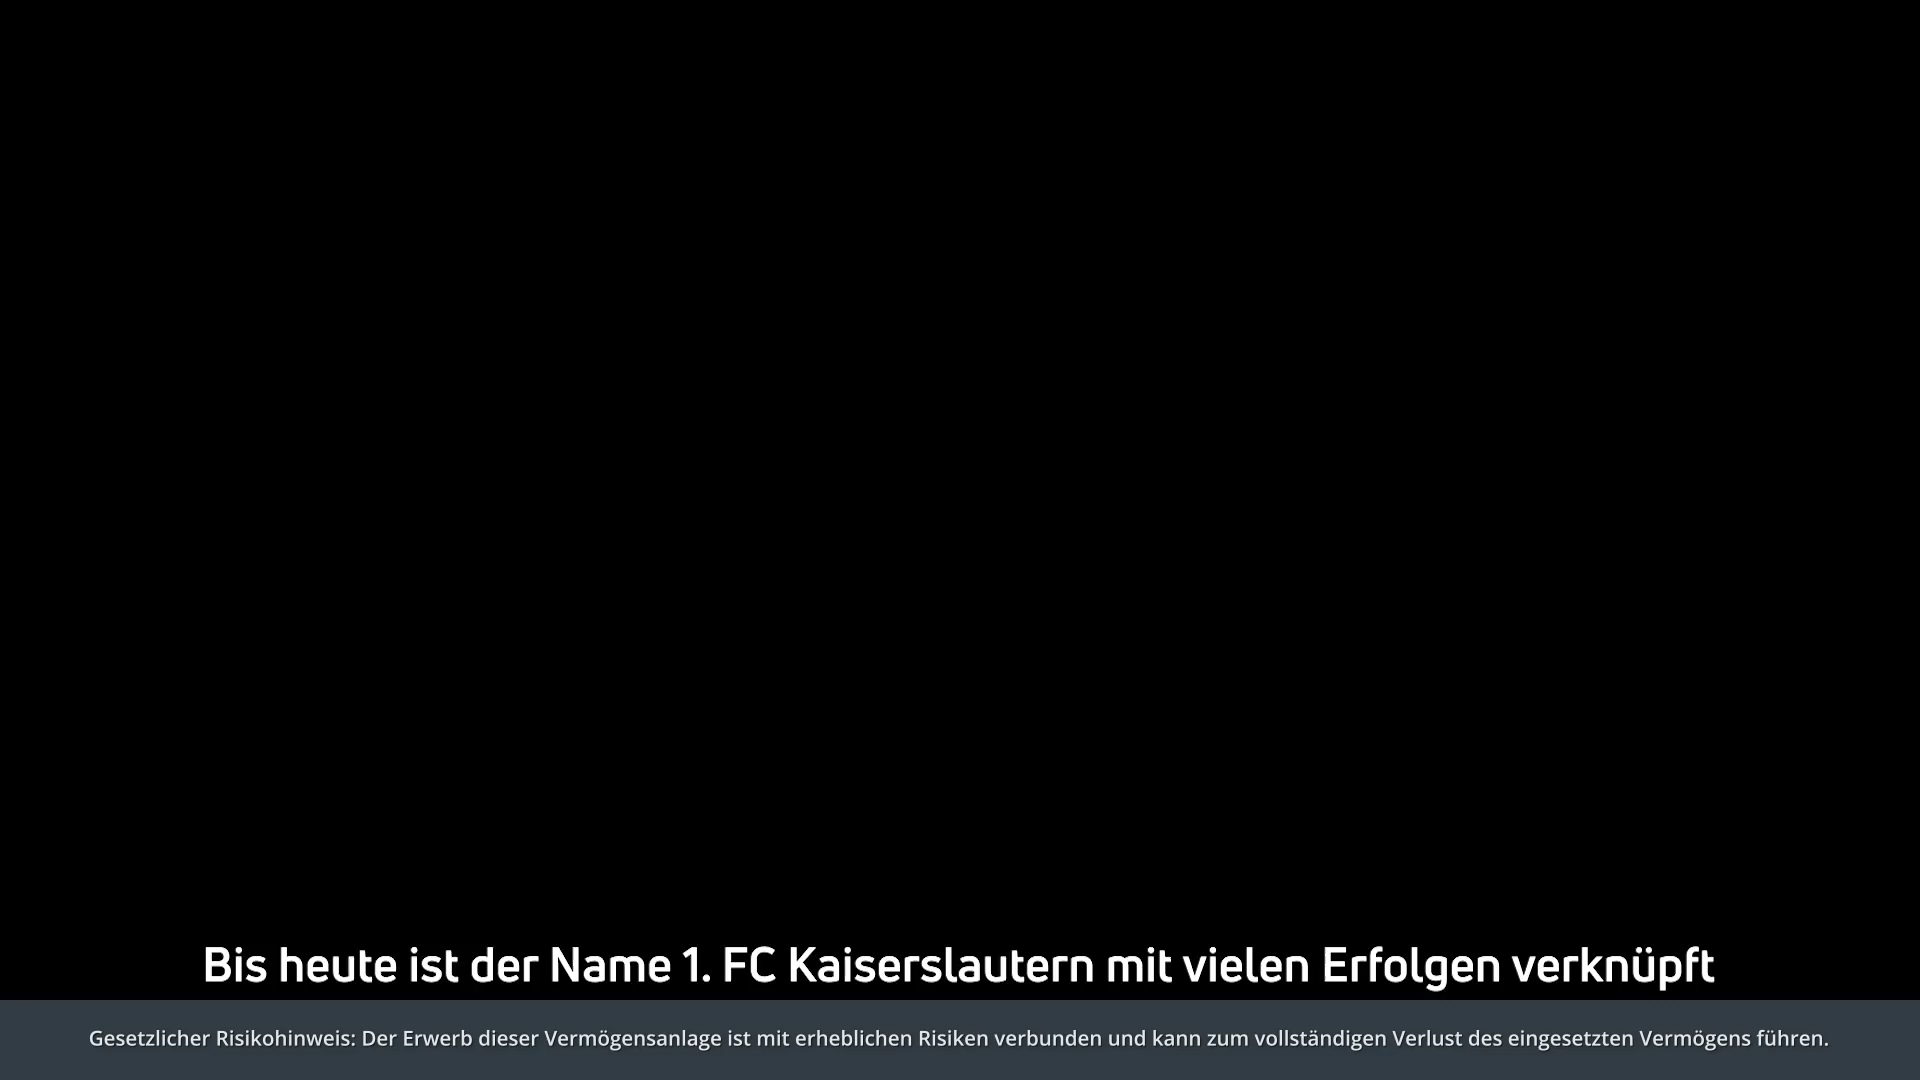 Bis heute ist der Name 1. FC Kaiserslautern mit vielen Erfolgen verknüpft
Gesetzlicher Risikohinweis: Der Erwerb dieser Vermögensanlage ist mit erheblichen Risiken verbunden und kann zum vollständigen Verlust des eingesetzten Vermögens führen.